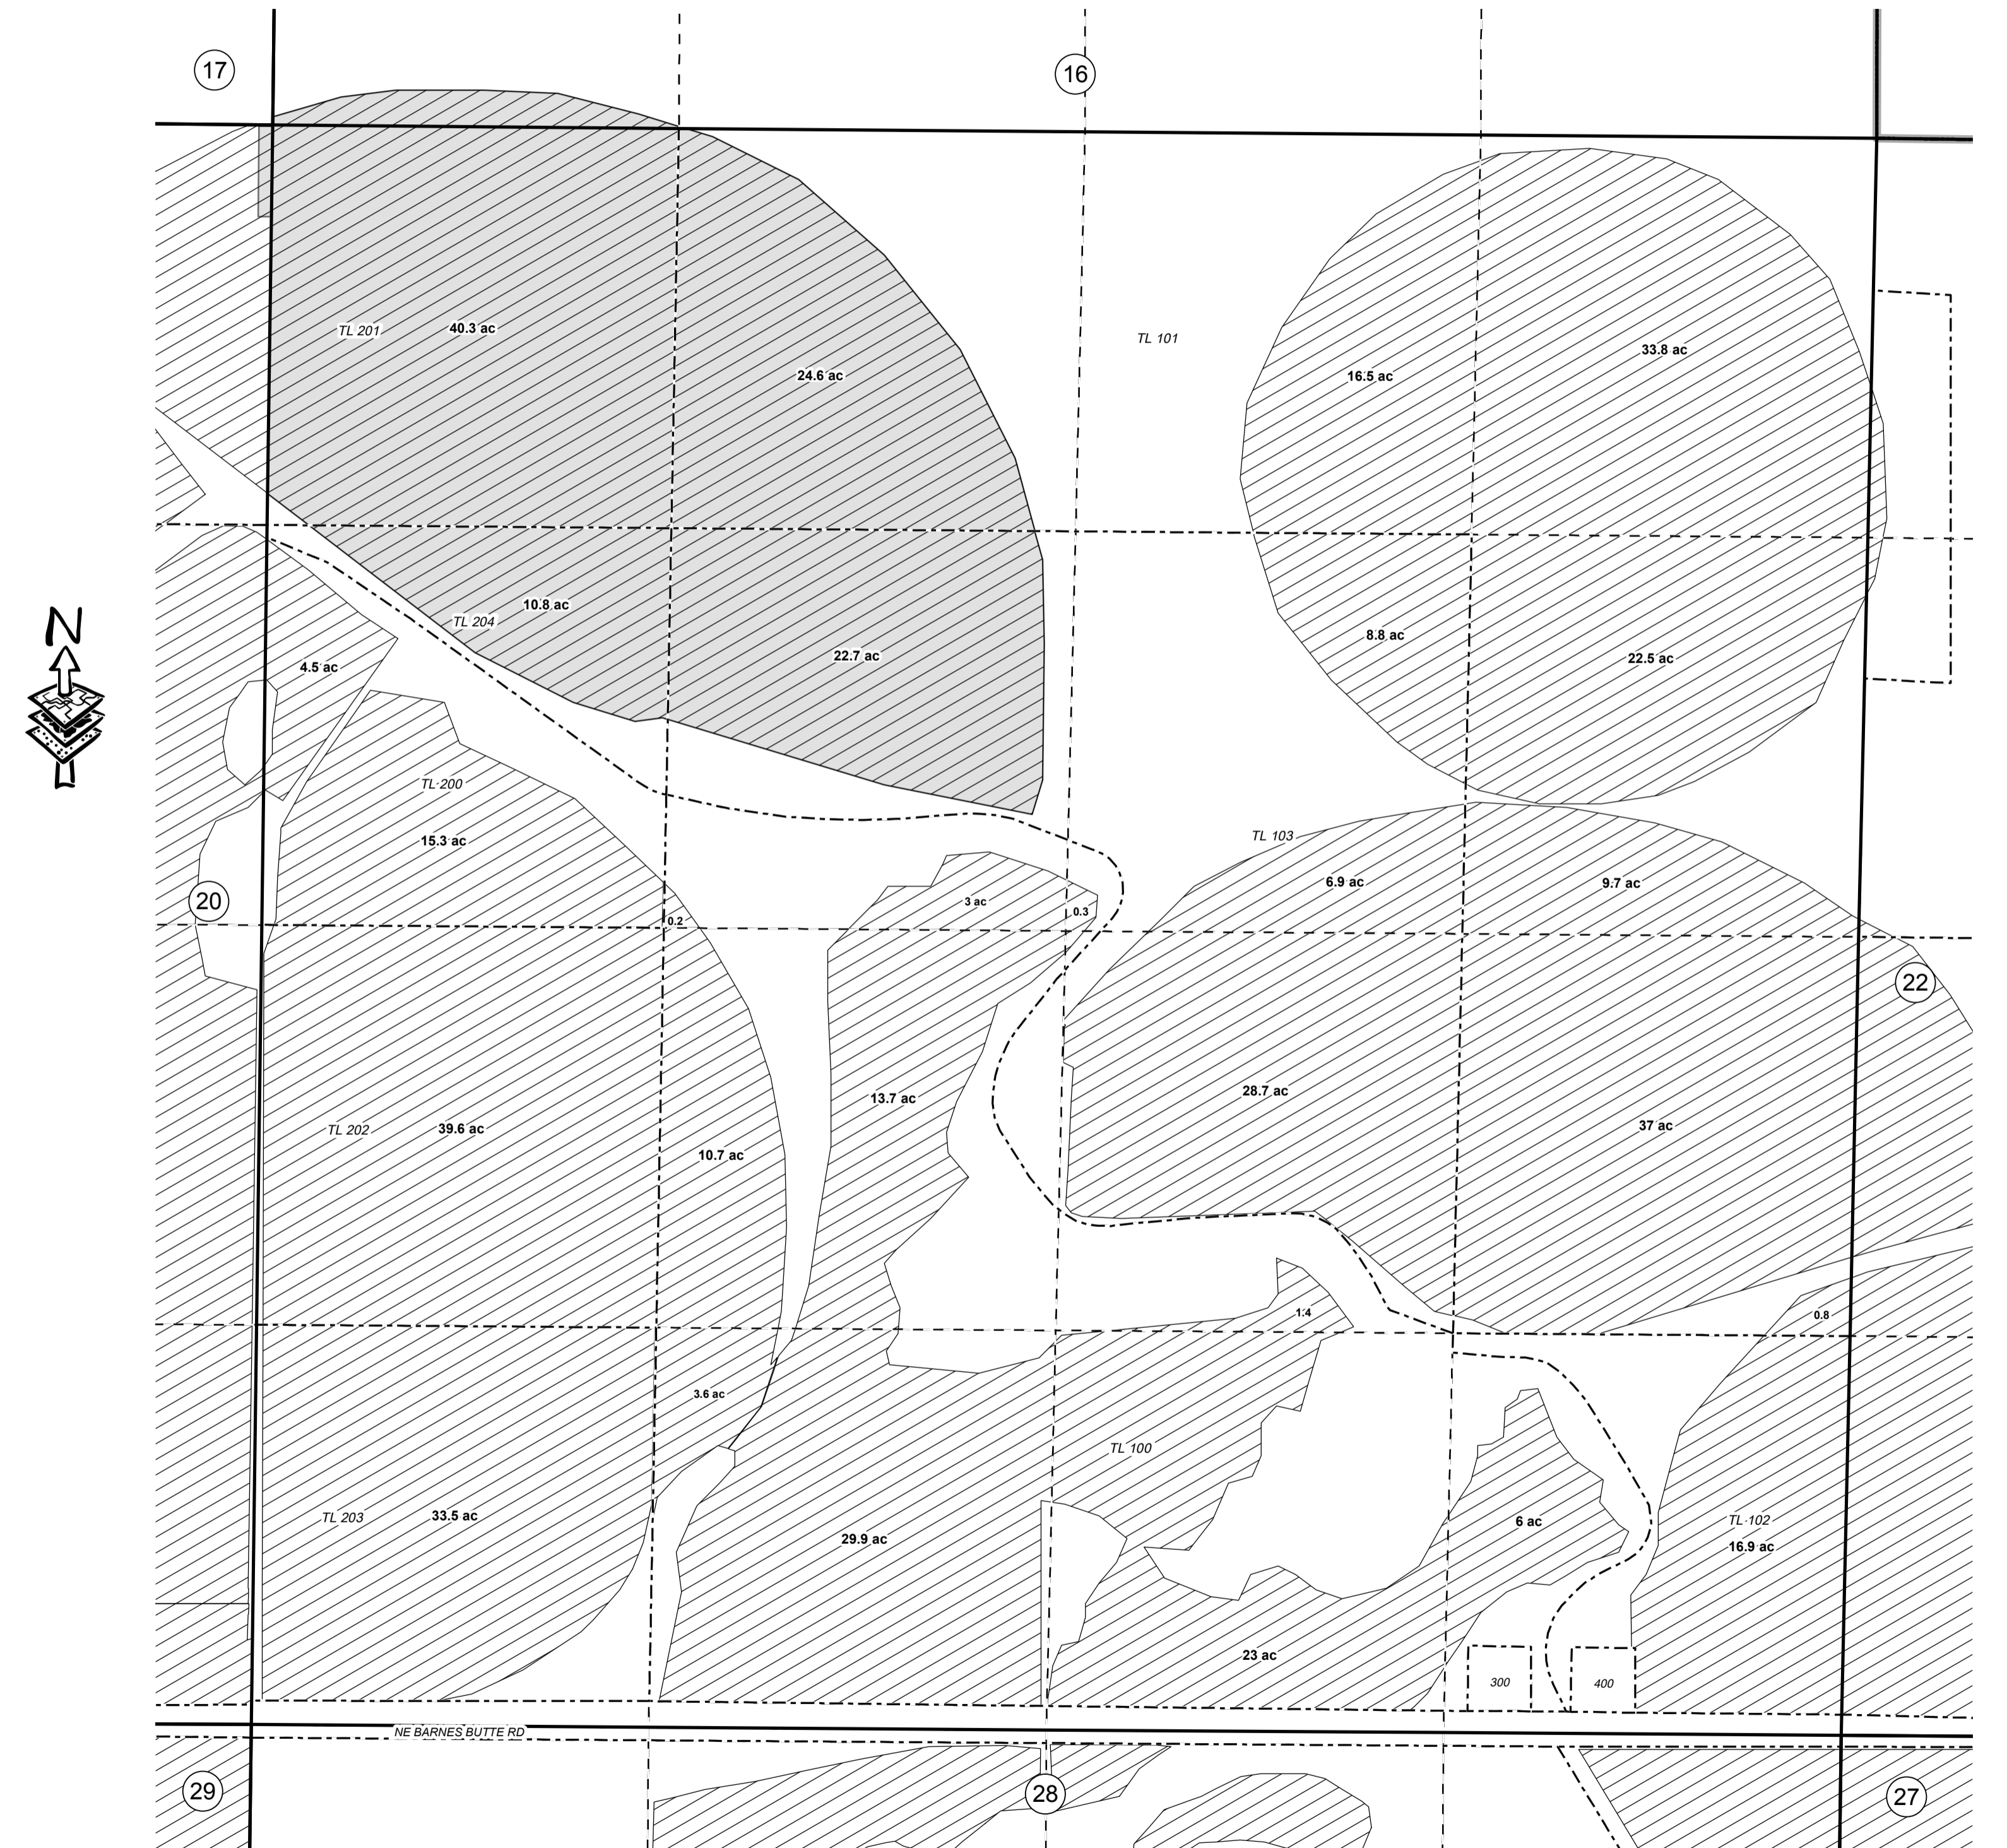 17
16
TL 201
40.3 ac
24.6 ac
TL 101
16.5 ac
33.8 ac
10.8 ac
TL 204
22.7 ac
8.8 ac
22.5 ac
N
4.5 ac
TL 200
15.3 ac
TL 103
6.9 ac
9.7 ac
3 ac
0.3
20
0.2
22
13.7 ac
28.7 ac
37 ac
TL 202
39.6 ac
10.7 ac
1.4
0.8
3.6 ac
TL 100
TL 203
33.5 ac
29.9 ac
6 ac
TL 102
16.9 ac
23 ac
300
400
NE BARNES BUTTE RD
29
28
27